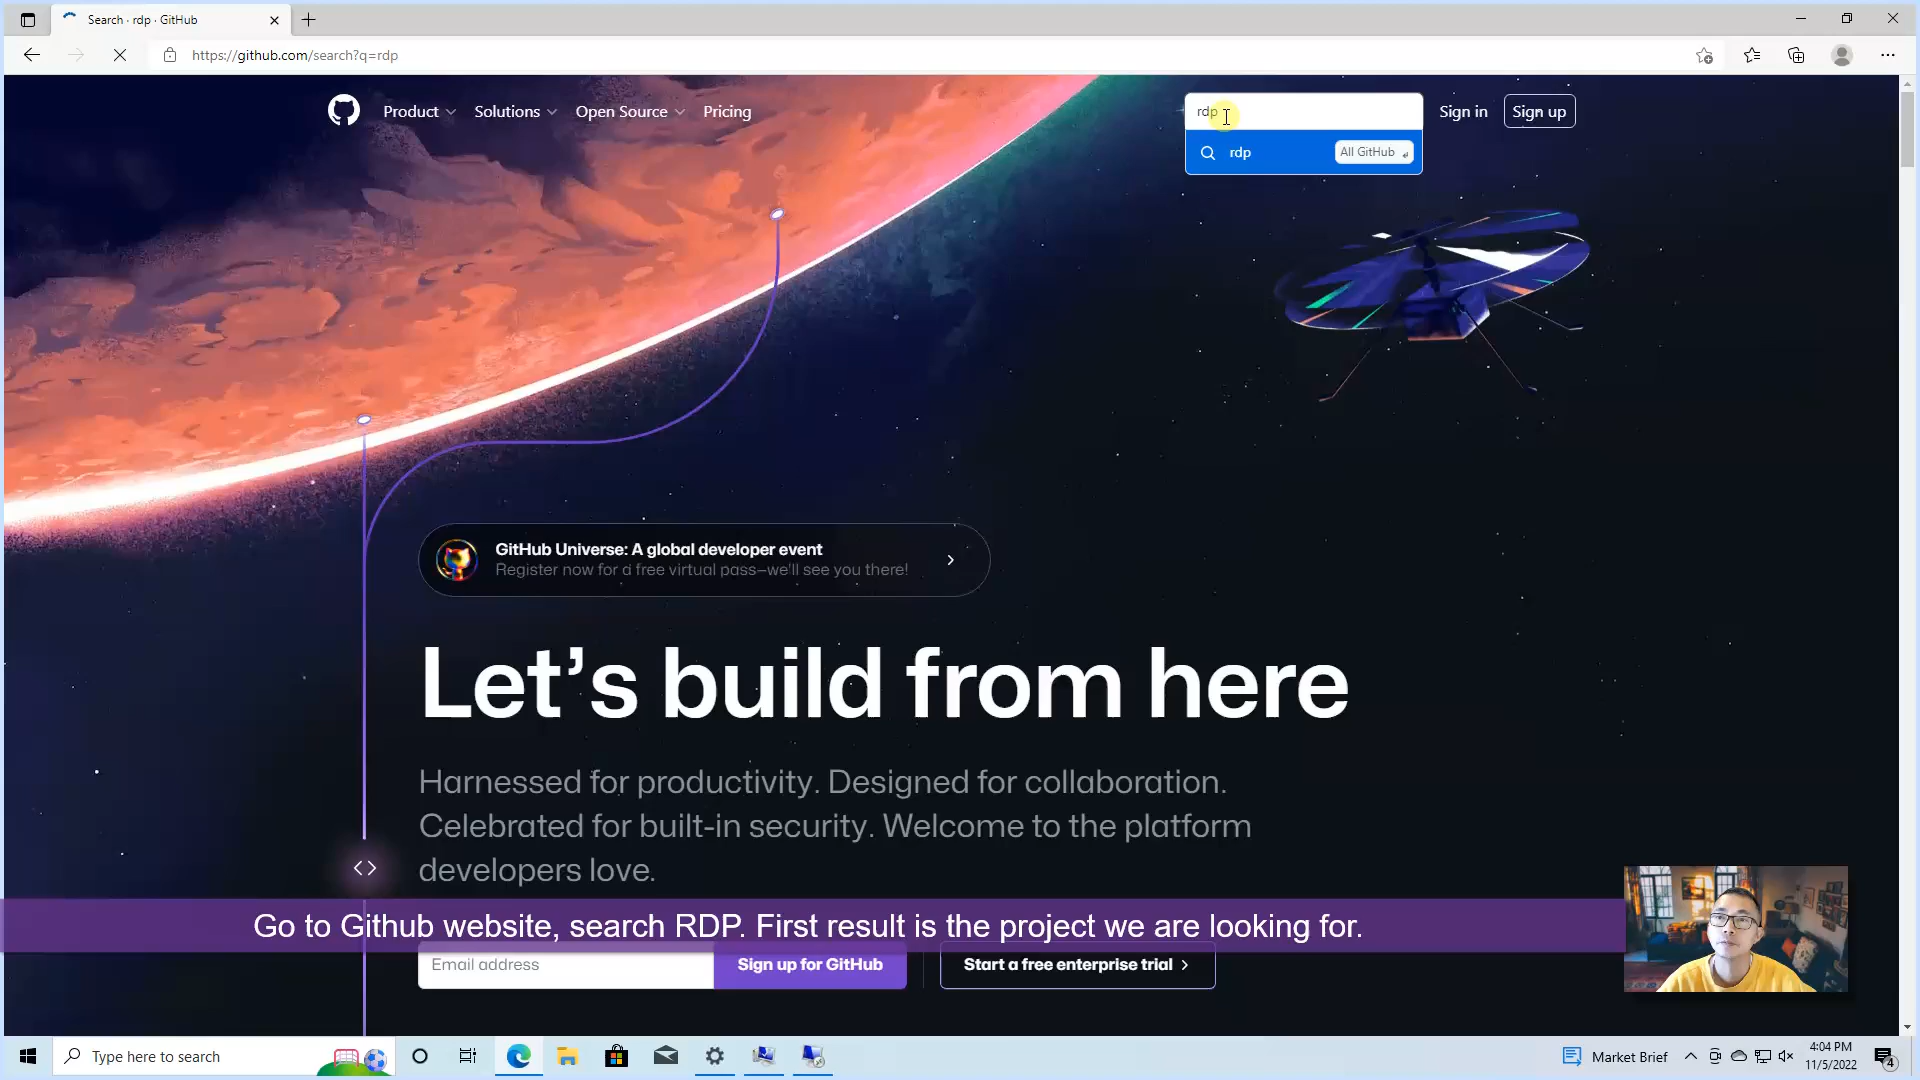 Search · rdp · GitHub
https://github.com/search?q=rdp
Product
Solutions
Open Source
Pricing
rdp
Sign in
Sign up
rdp
All GitHub
GitHub Universe: A global developer event
Register now for a free virtual pass—we'll see you there!
Let's build from here
Harnessed for productivity. Designed for collaboration.
Celebrated for built-in security. Welcome to the platform
developers love.
Go to Github website, search RDP. First result is the project we are looking for.
Email address
Sign up for GitHub
Start a free enterprise trial
Type here to search
Market Brief
4:04 PM
11/5/2022
4